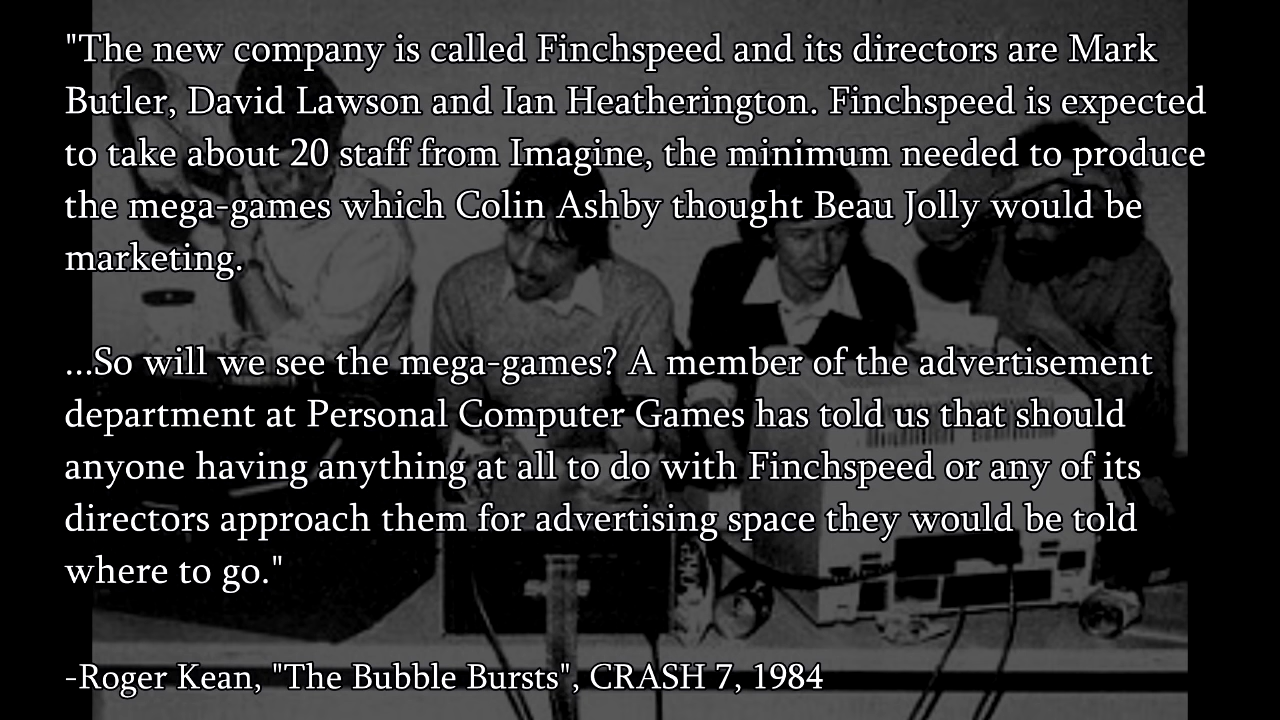 "The new company is called Finchspeed and its directors are Mark
Butler, David Lawson and Ian Heatherington. Finchspeed is expected
to take about 20 staff from Imagine, the minimum needed to produce
the mega-games which Colin Ashby thought Beau Jolly would be
marketing.
...So will we see the mega-games? A member of the advertisement
department at Personal Computer Games has told us that should
anyone having anything at all to do with Finchspeed or any of its
directors approach them for advertising space they would be told
where to go."
-Roger Kean, "The Bubble Bursts", CRASH 7, 1984